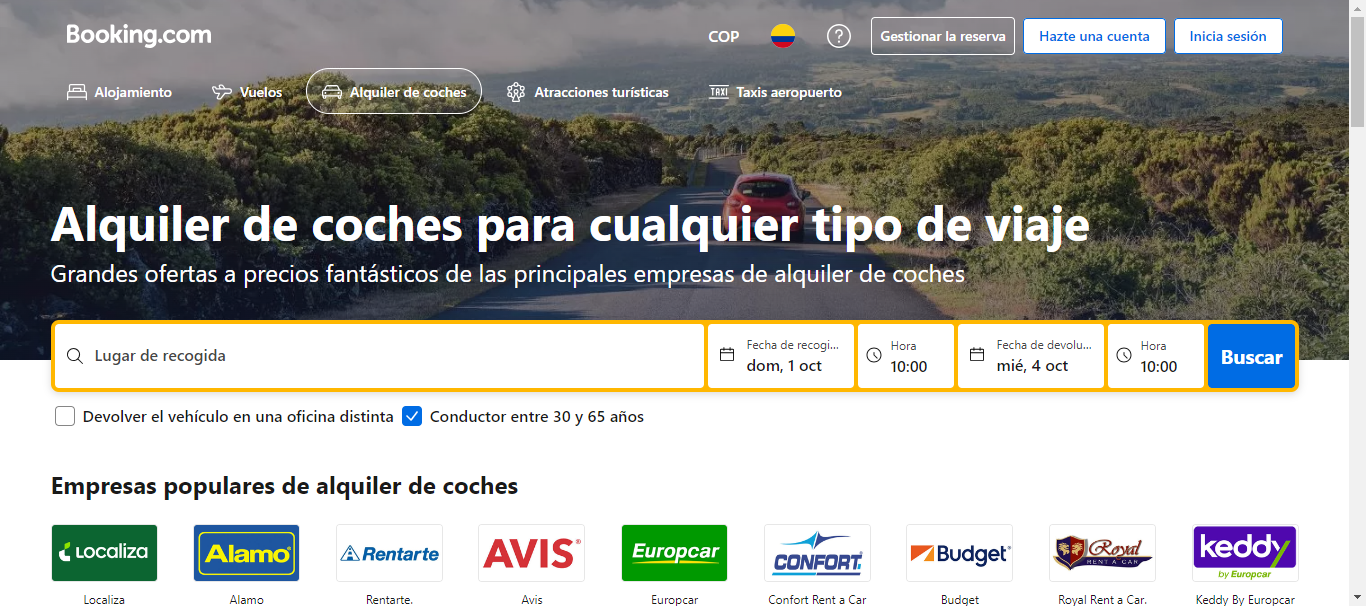 Booking.com
COP
Gestionar la reserva
Hazte una cuenta
Inicia sesión
Alojamiento
Vuelos
Alquiler de coches
Atracciones turísticas
TAXI
Taxis aeropuerto
Alquiler de coches para cualquier tipo de viaje
Grandes ofertas a precios fantásticos de las principales empresas de alquiler de coches
Lugar de recogida
Fecha de recogi...
dom, 1 oct
Hora
10:00
Fecha de devolu...
mié, 4 oct
Hora
10:00
Buscar
Devolver el vehículo en una oficina distinta
Conductor entre 30 y 65 años
Empresas populares de alquiler de coches
Localiza
Alamo
Rentarte
AVIS
Europcar
CONFORT
Budget
Royal
RENT A CAR
keddy
by Europcar
Localiza
Alamo
Rentarte.
Avis
Europcar
Confort Rent a Car
Budget
Royal Rent a Car.
Keddy By Europcar